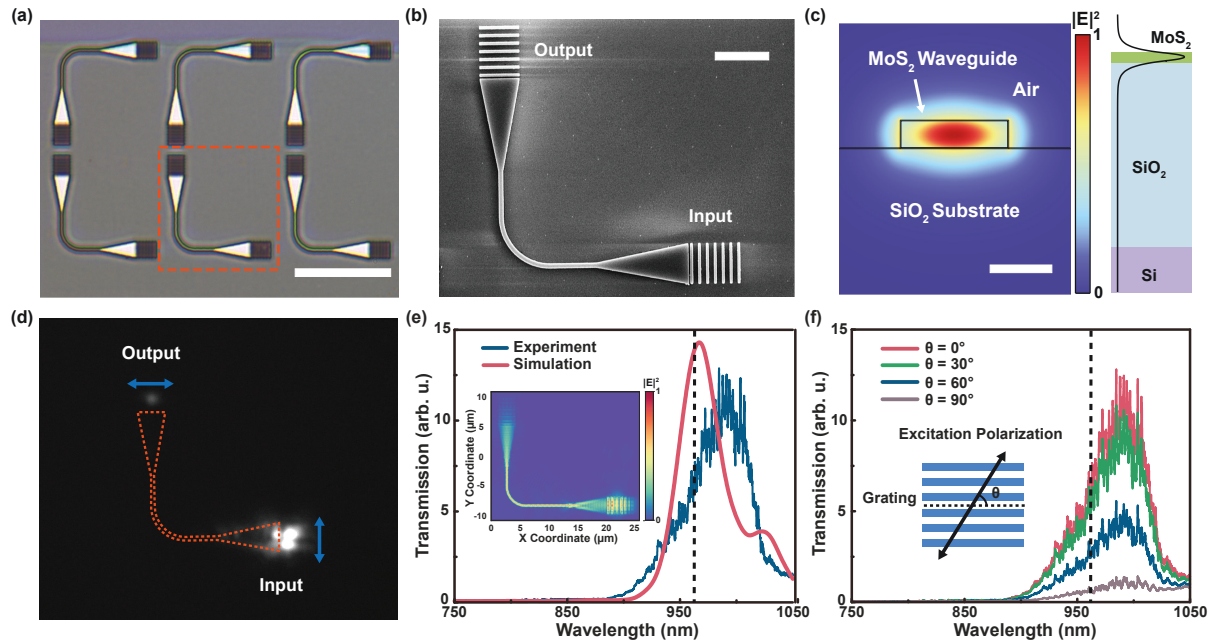 (a)
(b)
Output
Input
(c)
|E|²
1
MoS₂
MoS₂ Waveguide
Air
SiO₂
SiO₂ Substrate
Si
0
(d)
Output
Input
(e)
Transmission (arb. u.)
15
10
5
0
Experiment
Simulation
|E|²
1
0
Y Coordinate (μm)
10
5
0
-5
-10
0 5 10 15 20 25
X Coordinate (μm)
750 850 950 1050
Wavelength (nm)
(f)
Transmission (arb. u.)
15
10
5
0
θ = 0°
θ = 30°
θ = 60°
θ = 90°
Excitation Polarization
θ
Grating
750 850 950 1050
Wavelength (nm)